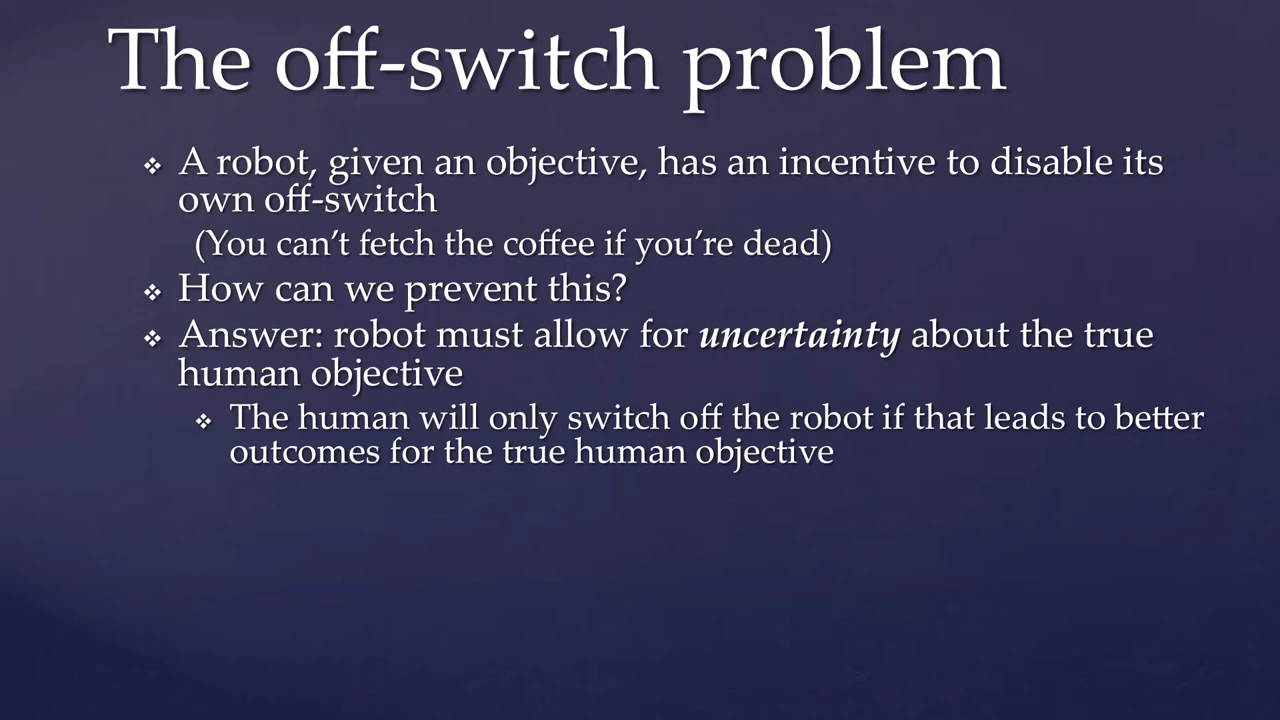 The off-switch problem
❖ A robot, given an objective, has an incentive to disable its
own off-switch
(You can’t fetch the coffee if you’re dead)
❖ How can we prevent this?
❖ Answer: robot must allow for uncertainty about the true
human objective
❖ The human will only switch off the robot if that leads to better
outcomes for the true human objective